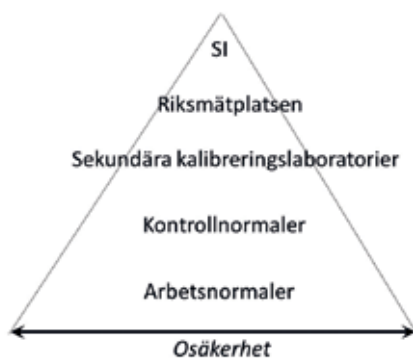 SI
Riksmätplatsen
Sekundära kalibreringslaboratorier
Kontrollnormaler
Arbetsnormaler
Osäkerhet